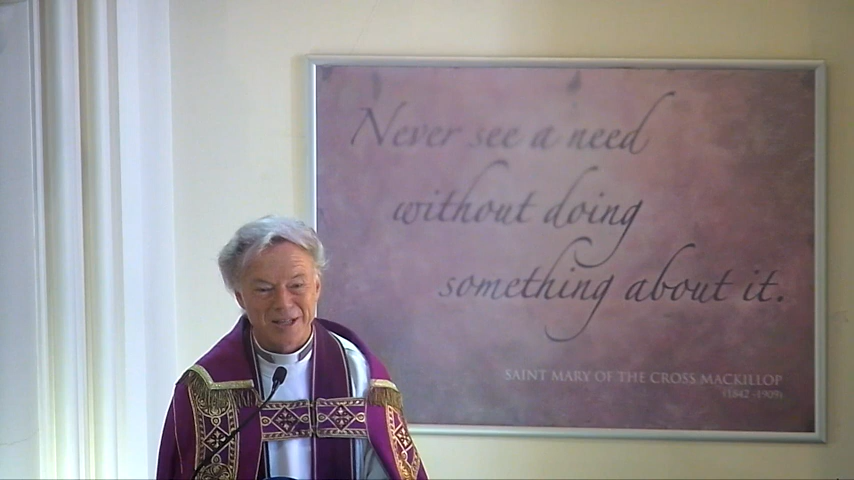 Never see a need
without doing
something about it.
SAINT MARY OF THE CROSS MACKILLOP
(1842 -1909)